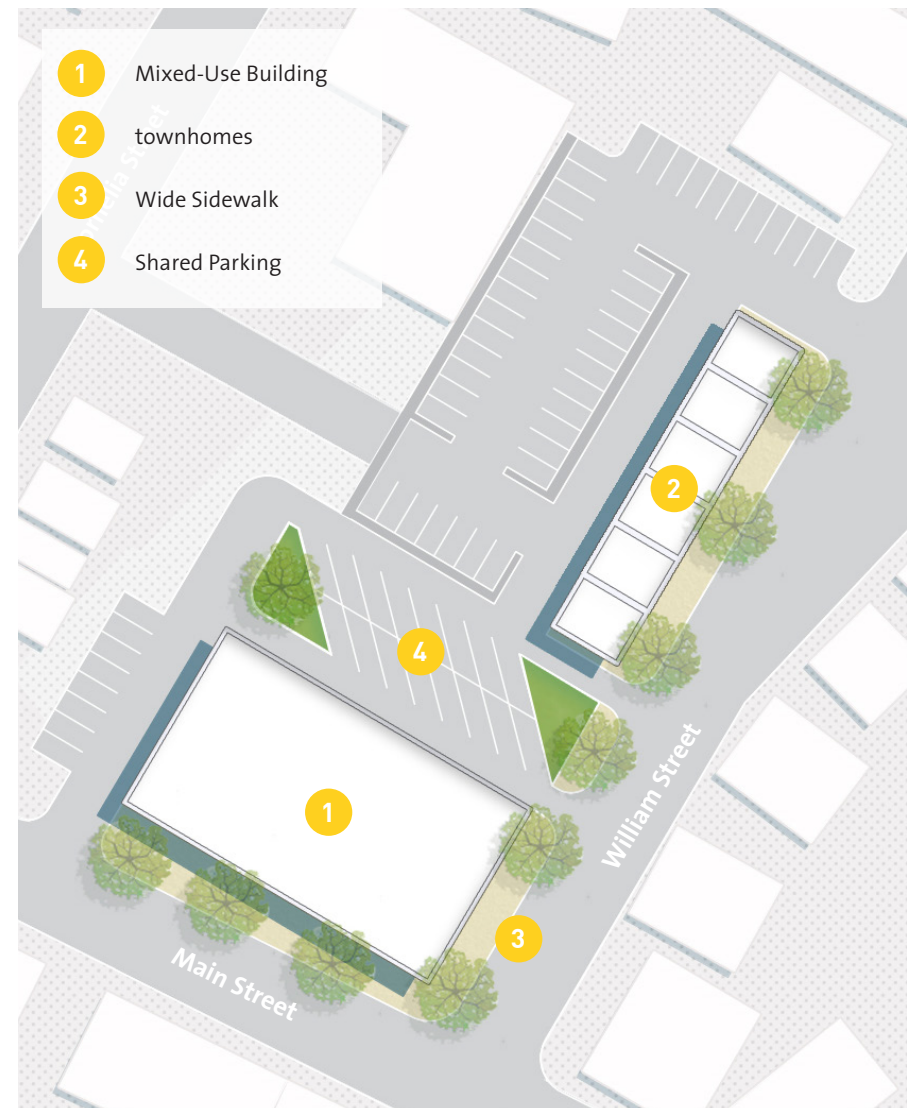 1 Mixed-Use Building
2 townhomes
3 Wide Sidewalk
4 Shared Parking
2
4
1
William Street
3
Main Street